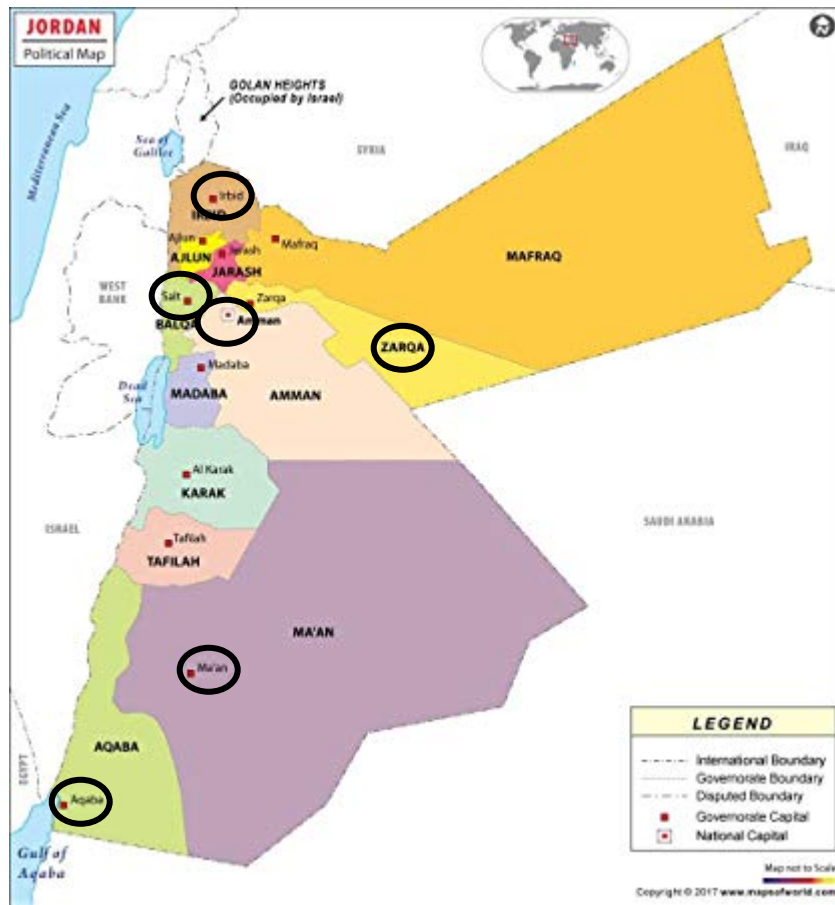 JORDAN
Political Map
GOLAN HEIGHTS
(Occupied by Israel)
Mediterranean Sea
Sea of
Galilee
SYRIA
IRAQ
Irbid
IRBID
Ajlun
AJLUN
Jerash
JARASH
Mafraq
MAFRAQ
WEST
BANK
Salt
BALQA
Zarqa
Amman
ZARQA
Dead
Sea
Madaba
MADABA
AMMAN
Al Karak
KARAK
ISRAEL
SAUDI ARABIA
Tafilah
TAFILAH
MA'AN
Ma'an
AQABA
EGYPT
Aqaba
Gulf of
Aqaba
LEGEND
International Boundary
Governorate Boundary
Disputed Boundary
Governorate Capital
National Capital
Map not to Scale
Copyright © 2017 www.mapsofworld.com